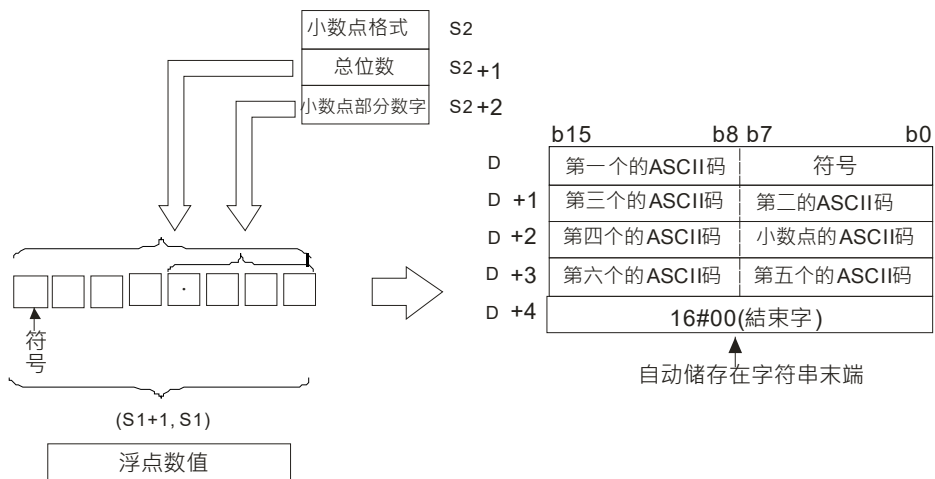 小数点格式 S2
总位数 S2+1
小数点部分数字 S2+2
b15 b8 b7 b0
D 第一个的ASCII码 符号
D +1 第三个的ASCII码 第二的ASCII码
D +2 第四个的ASCII码 小数点的ASCII码
D +3 第六个的ASCII码 第五个的ASCII码
D +4 16#00(結束字)
自动储存在字符串末端
.
符号
(S1+1, S1)
浮点数值